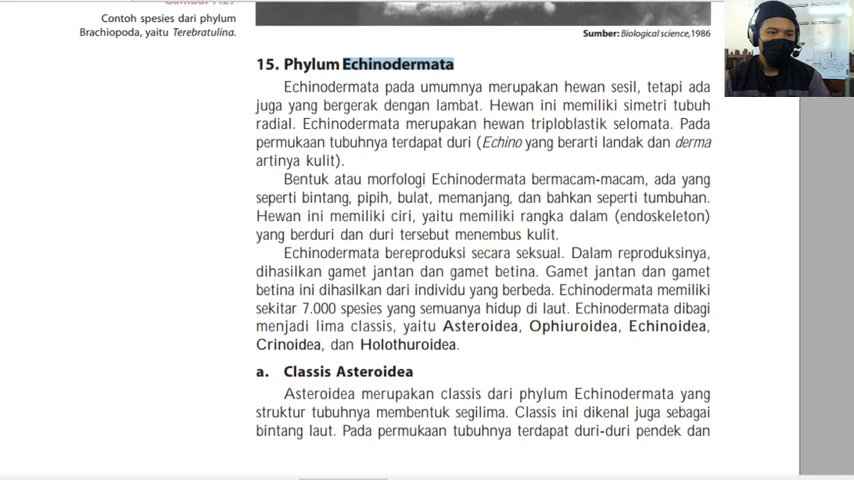 Contoh spesies dari phylum
Brachiopoda, yaitu Terebratulina.
Sumber: Biological science, 1986
15. Phylum Echinodermata
Echinodermata pada umumnya merupakan hewan sesil, tetapi ada
juga yang bergerak dengan lambat. Hewan ini memiliki simetri tubuh
radial. Echinodermata merupakan hewan triploblastik selomata. Pada
permukaan tubuhnya terdapat duri (Echino yang berarti landak dan derma
artinya kulit).
Bentuk atau morfologi Echinodermata bermacam-macam, ada yang
seperti bintang, pipih, bulat, memanjang, dan bahkan seperti tumbuhan.
Hewan ini memiliki ciri, yaitu memiliki rangka dalam (endoskeleton)
yang berduri dan duri tersebut menembus kulit.
Echinodermata bereproduksi secara seksual. Dalam reproduksinya,
dihasilkan gamet jantan dan gamet betina. Gamet jantan dan gamet
betina ini dihasilkan dari individu yang berbeda. Echinodermata memiliki
sekitar 7.000 spesies yang semuanya hidup di laut. Echinodermata dibagi
menjadi lima classis, yaitu Asteroidea, Ophiuroidea, Echinoidea,
Crinoidea, dan Holothuroidea.
a. Classis Asteroidea
Asteroidea merupakan classis dari phylum Echinodermata yang
struktur tubuhnya membentuk segilima. Classis ini dikenal juga sebagai
bintang laut. Pada permukaan tubuhnya terdapat duri-duri pendek dan